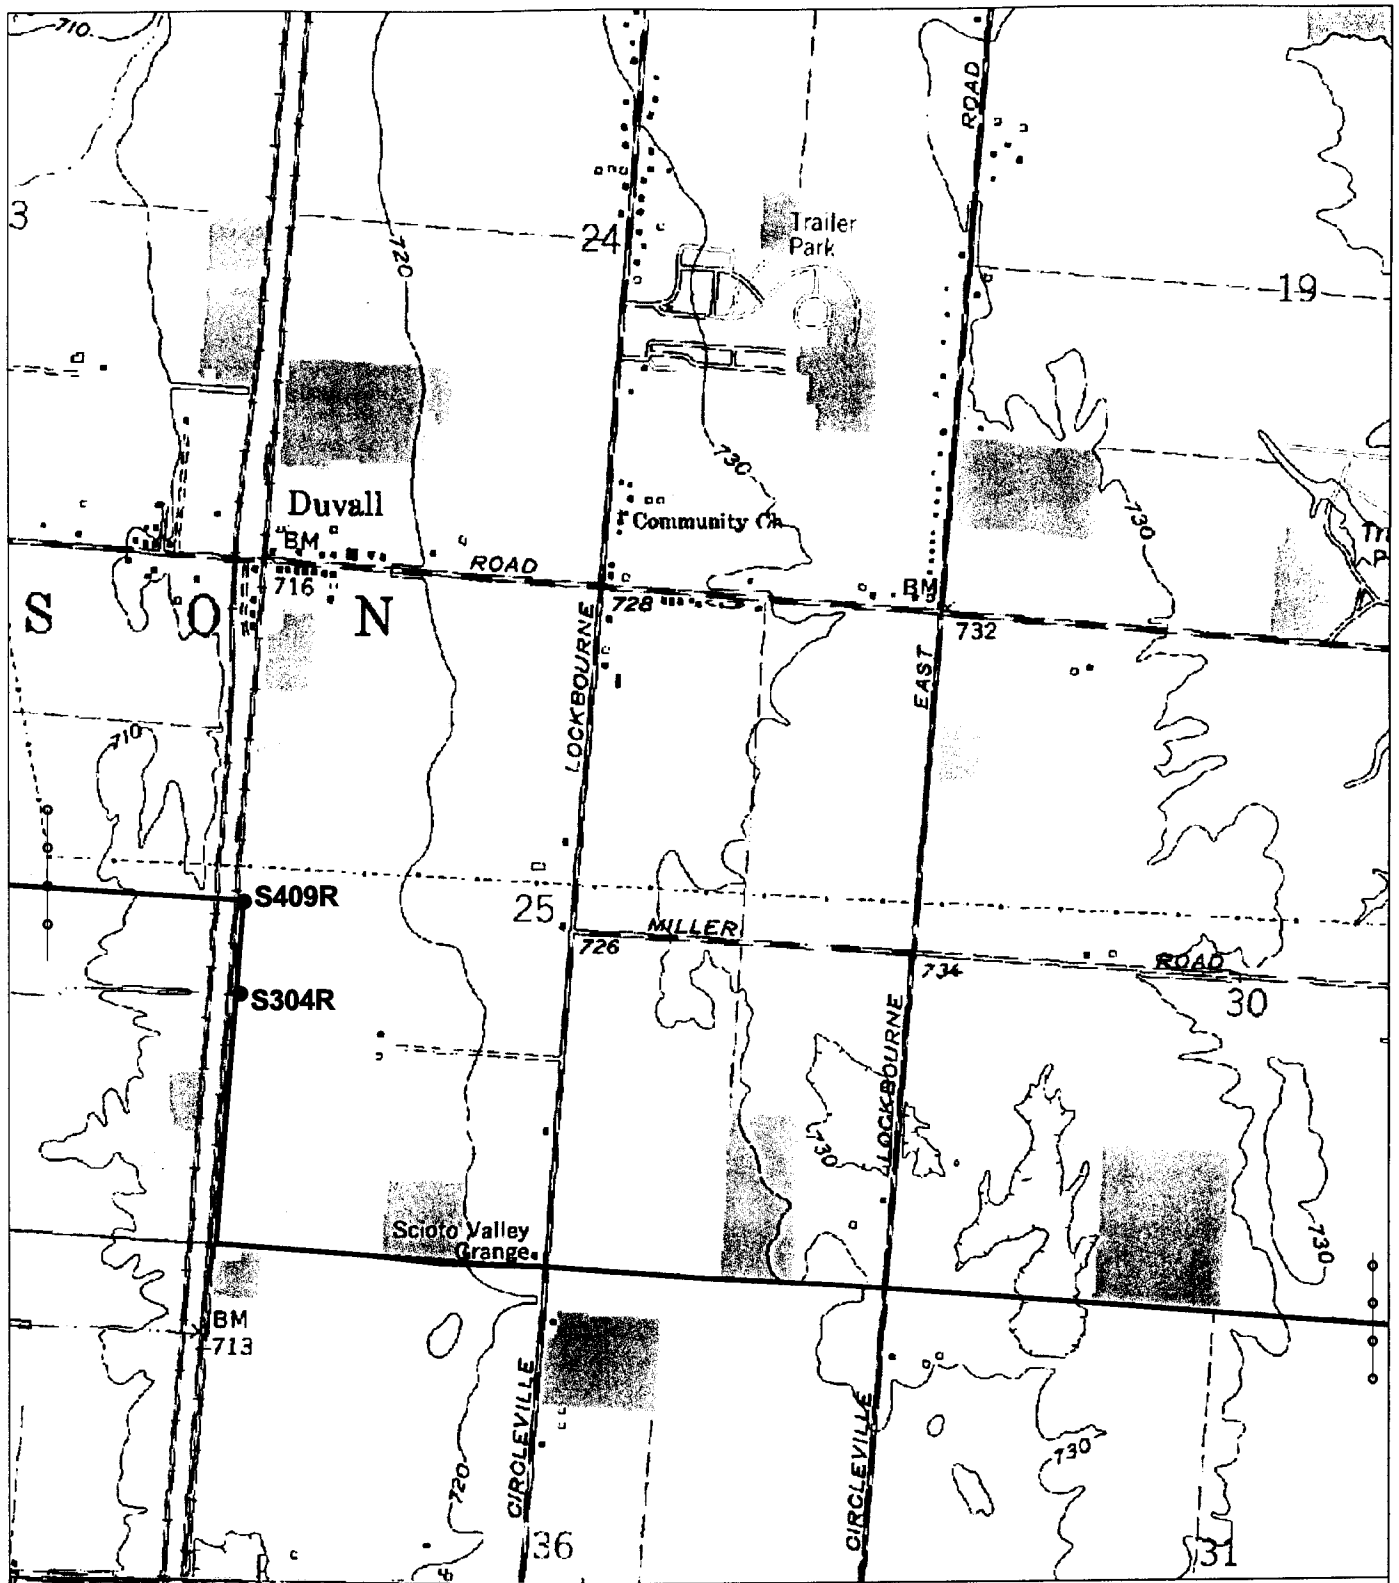 710
ROAD
3
24
720
Trailer
Park
19
730
Duvall
BM
716
ROAD
Community Ch
730
S O N
728
BM
732
LOCKBOURNE
EAST
710
S409R
25
MILLER
726
734
ROAD
S304R
30
LOCKBOURNE
730
Scioto Valley
Grange
730
BM
713
CIRCLEVILLE
CIRCLEVILLE
720
730
36
31